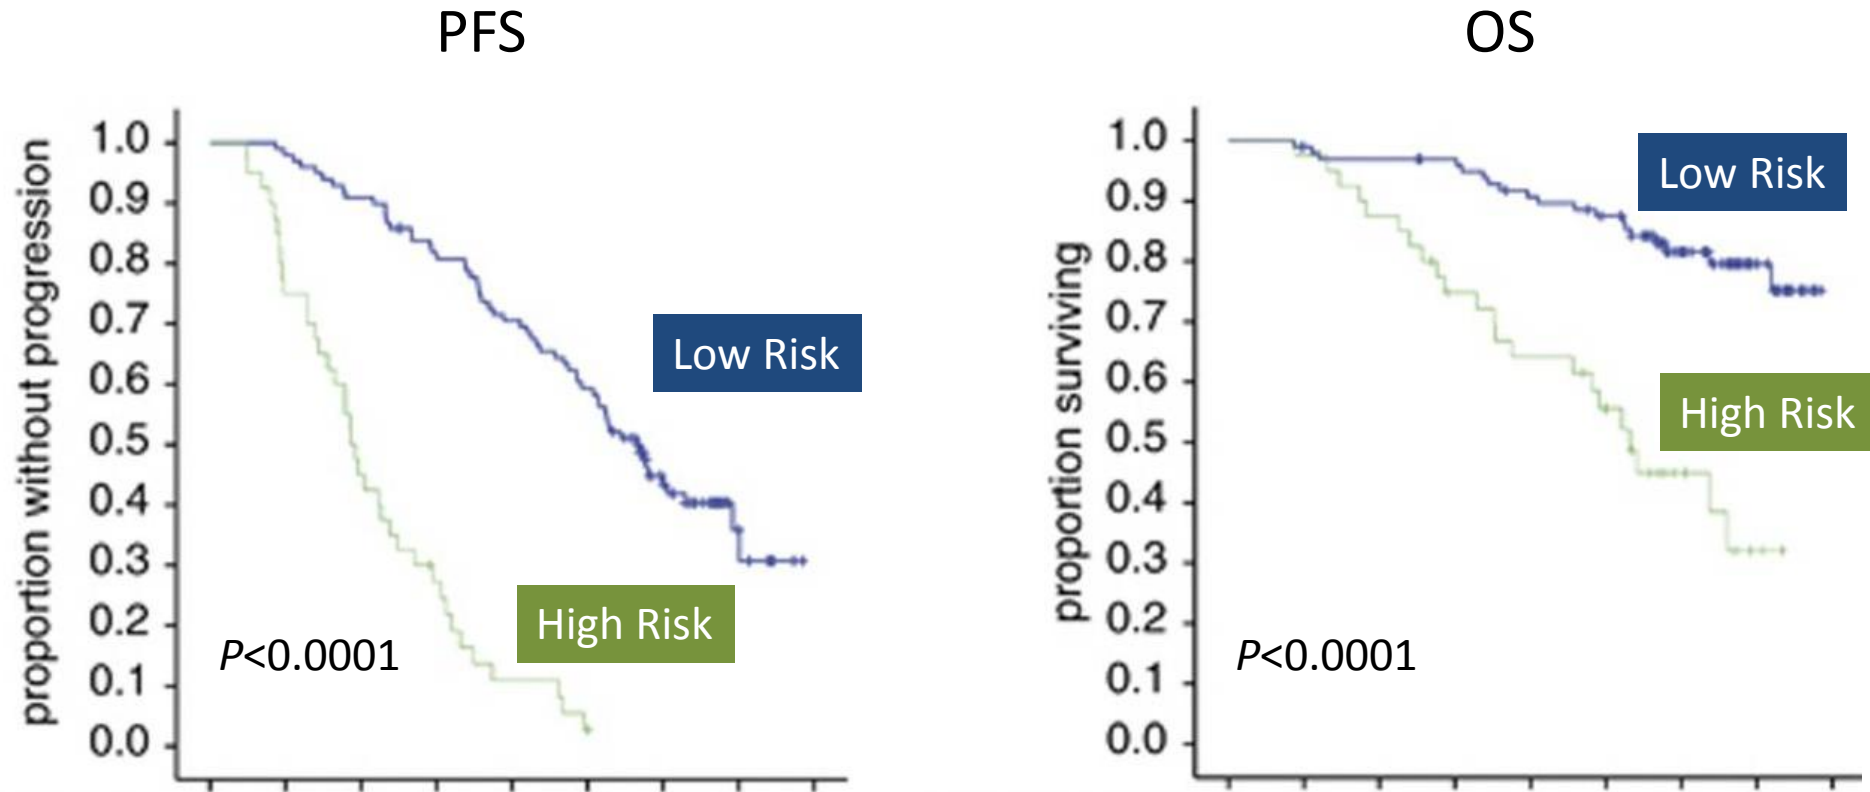 PFS
proportion without progression
1.0
0.9
0.8
0.7
0.6
0.5
0.4
0.3
0.2
0.1
0.0
Low Risk
High Risk
P<0.0001
OS
proportion surviving
1.0
0.9
0.8
0.7
0.6
0.5
0.4
0.3
0.2
0.1
0.0
Low Risk
High Risk
P<0.0001